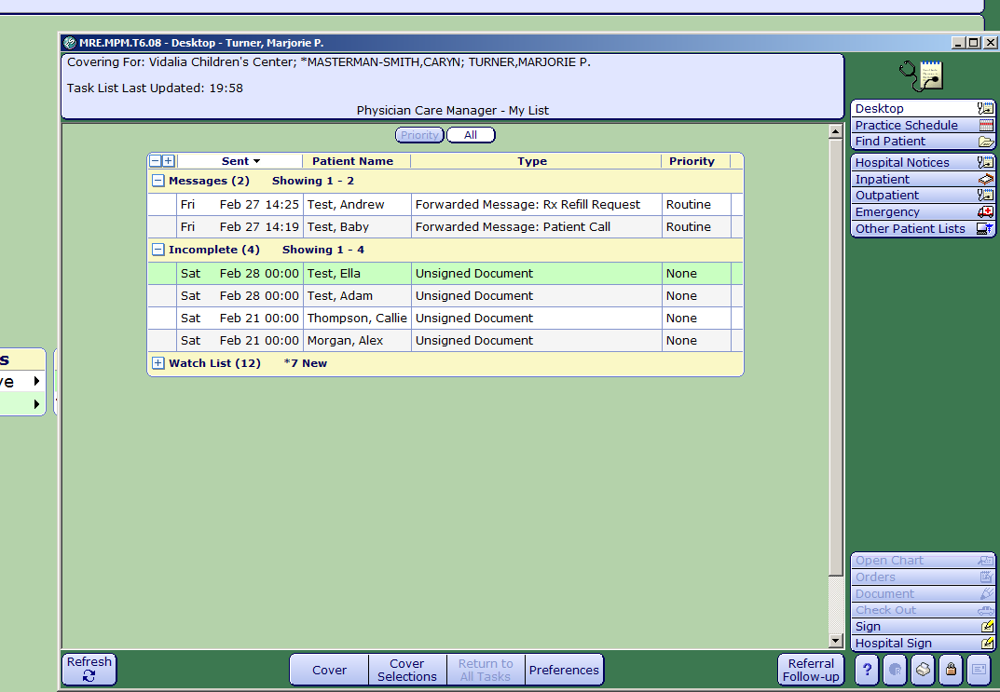 MRE.MPM.T6.08 - Desktop - Turner, Marjorie P.
Covering For: Vidalia Children's Center; *MASTERMAN-SMITH,CARYN; TURNER,MARJORIE P.
Task List Last Updated: 19:58
Physician Care Manager - My List
Priority All
Sent Patient Name Type Priority
Messages (2) Showing 1 - 2
Fri Feb 27 14:25 Test, Andrew Forwarded Message: Rx Refill Request Routine
Fri Feb 27 14:19 Test, Baby Forwarded Message: Patient Call Routine
Incomplete (4) Showing 1 - 4
Sat Feb 28 00:00 Test, Ella Unsigned Document None
Sat Feb 28 00:00 Test, Adam Unsigned Document None
Sat Feb 21 00:00 Thompson, Callie Unsigned Document None
Sat Feb 21 00:00 Morgan, Alex Unsigned Document None
Watch List (12) *7 New
s
ve
Desktop
Practice Schedule
Find Patient
Hospital Notices
Inpatient
Outpatient
Emergency
Other Patient Lists
Open Chart
Orders
Document
Check Out
Sign
Hospital Sign
Refresh
Cover
Cover
Selections
Return to
All Tasks
Preferences
Referral
Follow-up
?